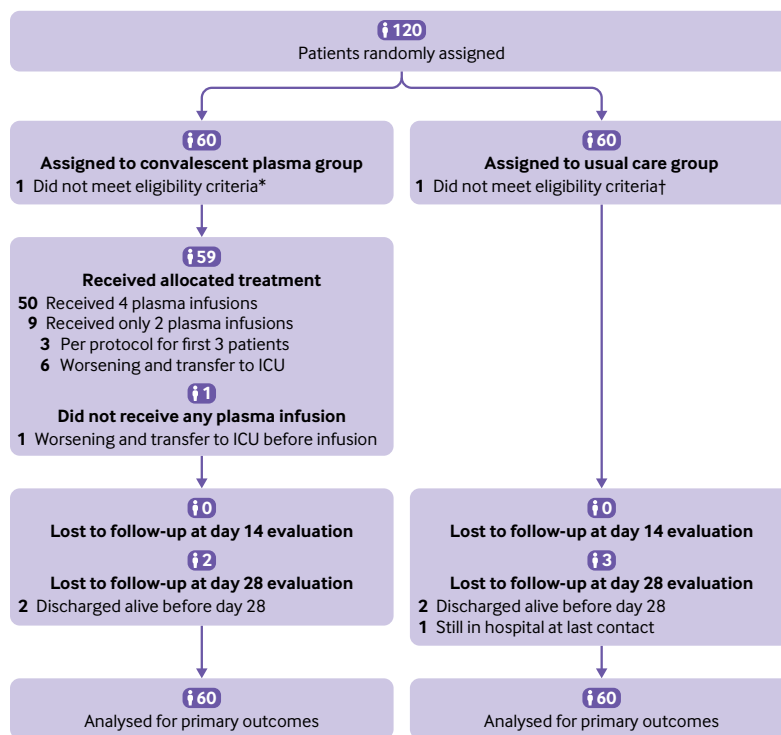 120
Patients randomly assigned
60
Assigned to convalescent plasma group
1 Did not meet eligibility criteria*
60
Assigned to usual care group
1 Did not meet eligibility criteria†
59
Received allocated treatment
50 Received 4 plasma infusions
9 Received only 2 plasma infusions
3 Per protocol for first 3 patients
6 Worsening and transfer to ICU
1
Did not receive any plasma infusion
1 Worsening and transfer to ICU before infusion
0
Lost to follow-up at day 14 evaluation
2
Lost to follow-up at day 28 evaluation
2 Discharged alive before day 28
0
Lost to follow-up at day 14 evaluation
3
Lost to follow-up at day 28 evaluation
2 Discharged alive before day 28
1 Still in hospital at last contact
60
Analysed for primary outcomes
60
Analysed for primary outcomes